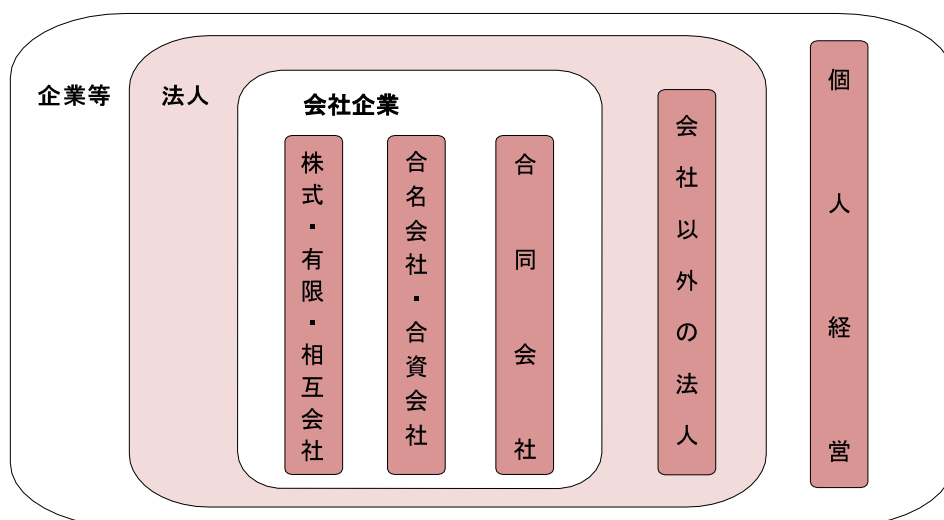 企業等
法人
会社企業
株式・有限・相互会社
合名会社・合資会社
合同会社
会社以外の法人
個人経営